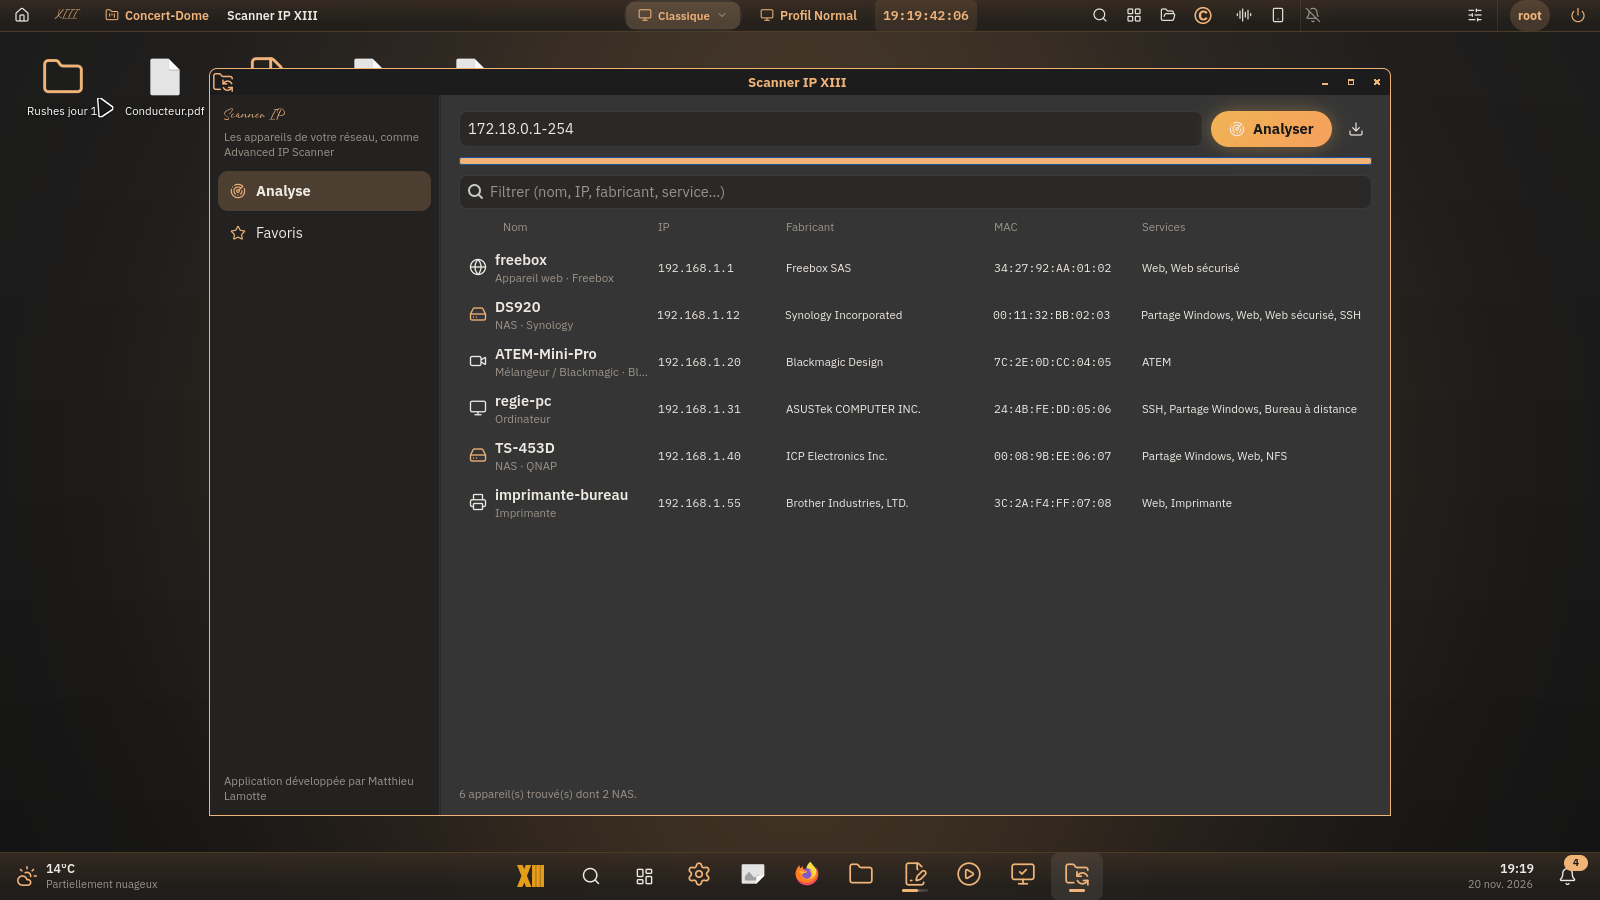 XIII
Concert-Dome
Scanner IP XIII
Classique
Profil Normal
19:19:42:06
root
Rushes jour 1
Conducteur.pdf
Scanner IP XIII
Scanner IP
Les appareils de votre réseau, comme
Advanced IP Scanner
Analyse
Favoris
Application développée par Matthieu
Lamotte
172.18.0.1-254
Analyser
Filtrer (nom, IP, fabricant, service...)
Nom IP Fabricant MAC Services
freebox
Appareil web · Freebox
192.168.1.1 Freebox SAS 34:27:92:AA:01:02 Web, Web sécurisé
DS920
NAS · Synology
192.168.1.12 Synology Incorporated 00:11:32:BB:02:03 Partage Windows, Web, Web sécurisé, SSH
ATEM-Mini-Pro
Mélangeur / Blackmagic · Bl...
192.168.1.20 Blackmagic Design 7C:2E:0D:CC:04:05 ATEM
regie-pc
Ordinateur
192.168.1.31 ASUSTek COMPUTER INC. 24:4B:FE:DD:05:06 SSH, Partage Windows, Bureau à distance
TS-453D
NAS · QNAP
192.168.1.40 ICP Electronics Inc. 00:08:9B:EE:06:07 Partage Windows, Web, NFS
imprimante-bureau
Imprimante
192.168.1.55 Brother Industries, LTD. 3C:2A:F4:FF:07:08 Web, Imprimante
6 appareil(s) trouvé(s) dont 2 NAS.
14°C
Partiellement nuageux
XIII
19:19
20 nov. 2026
4